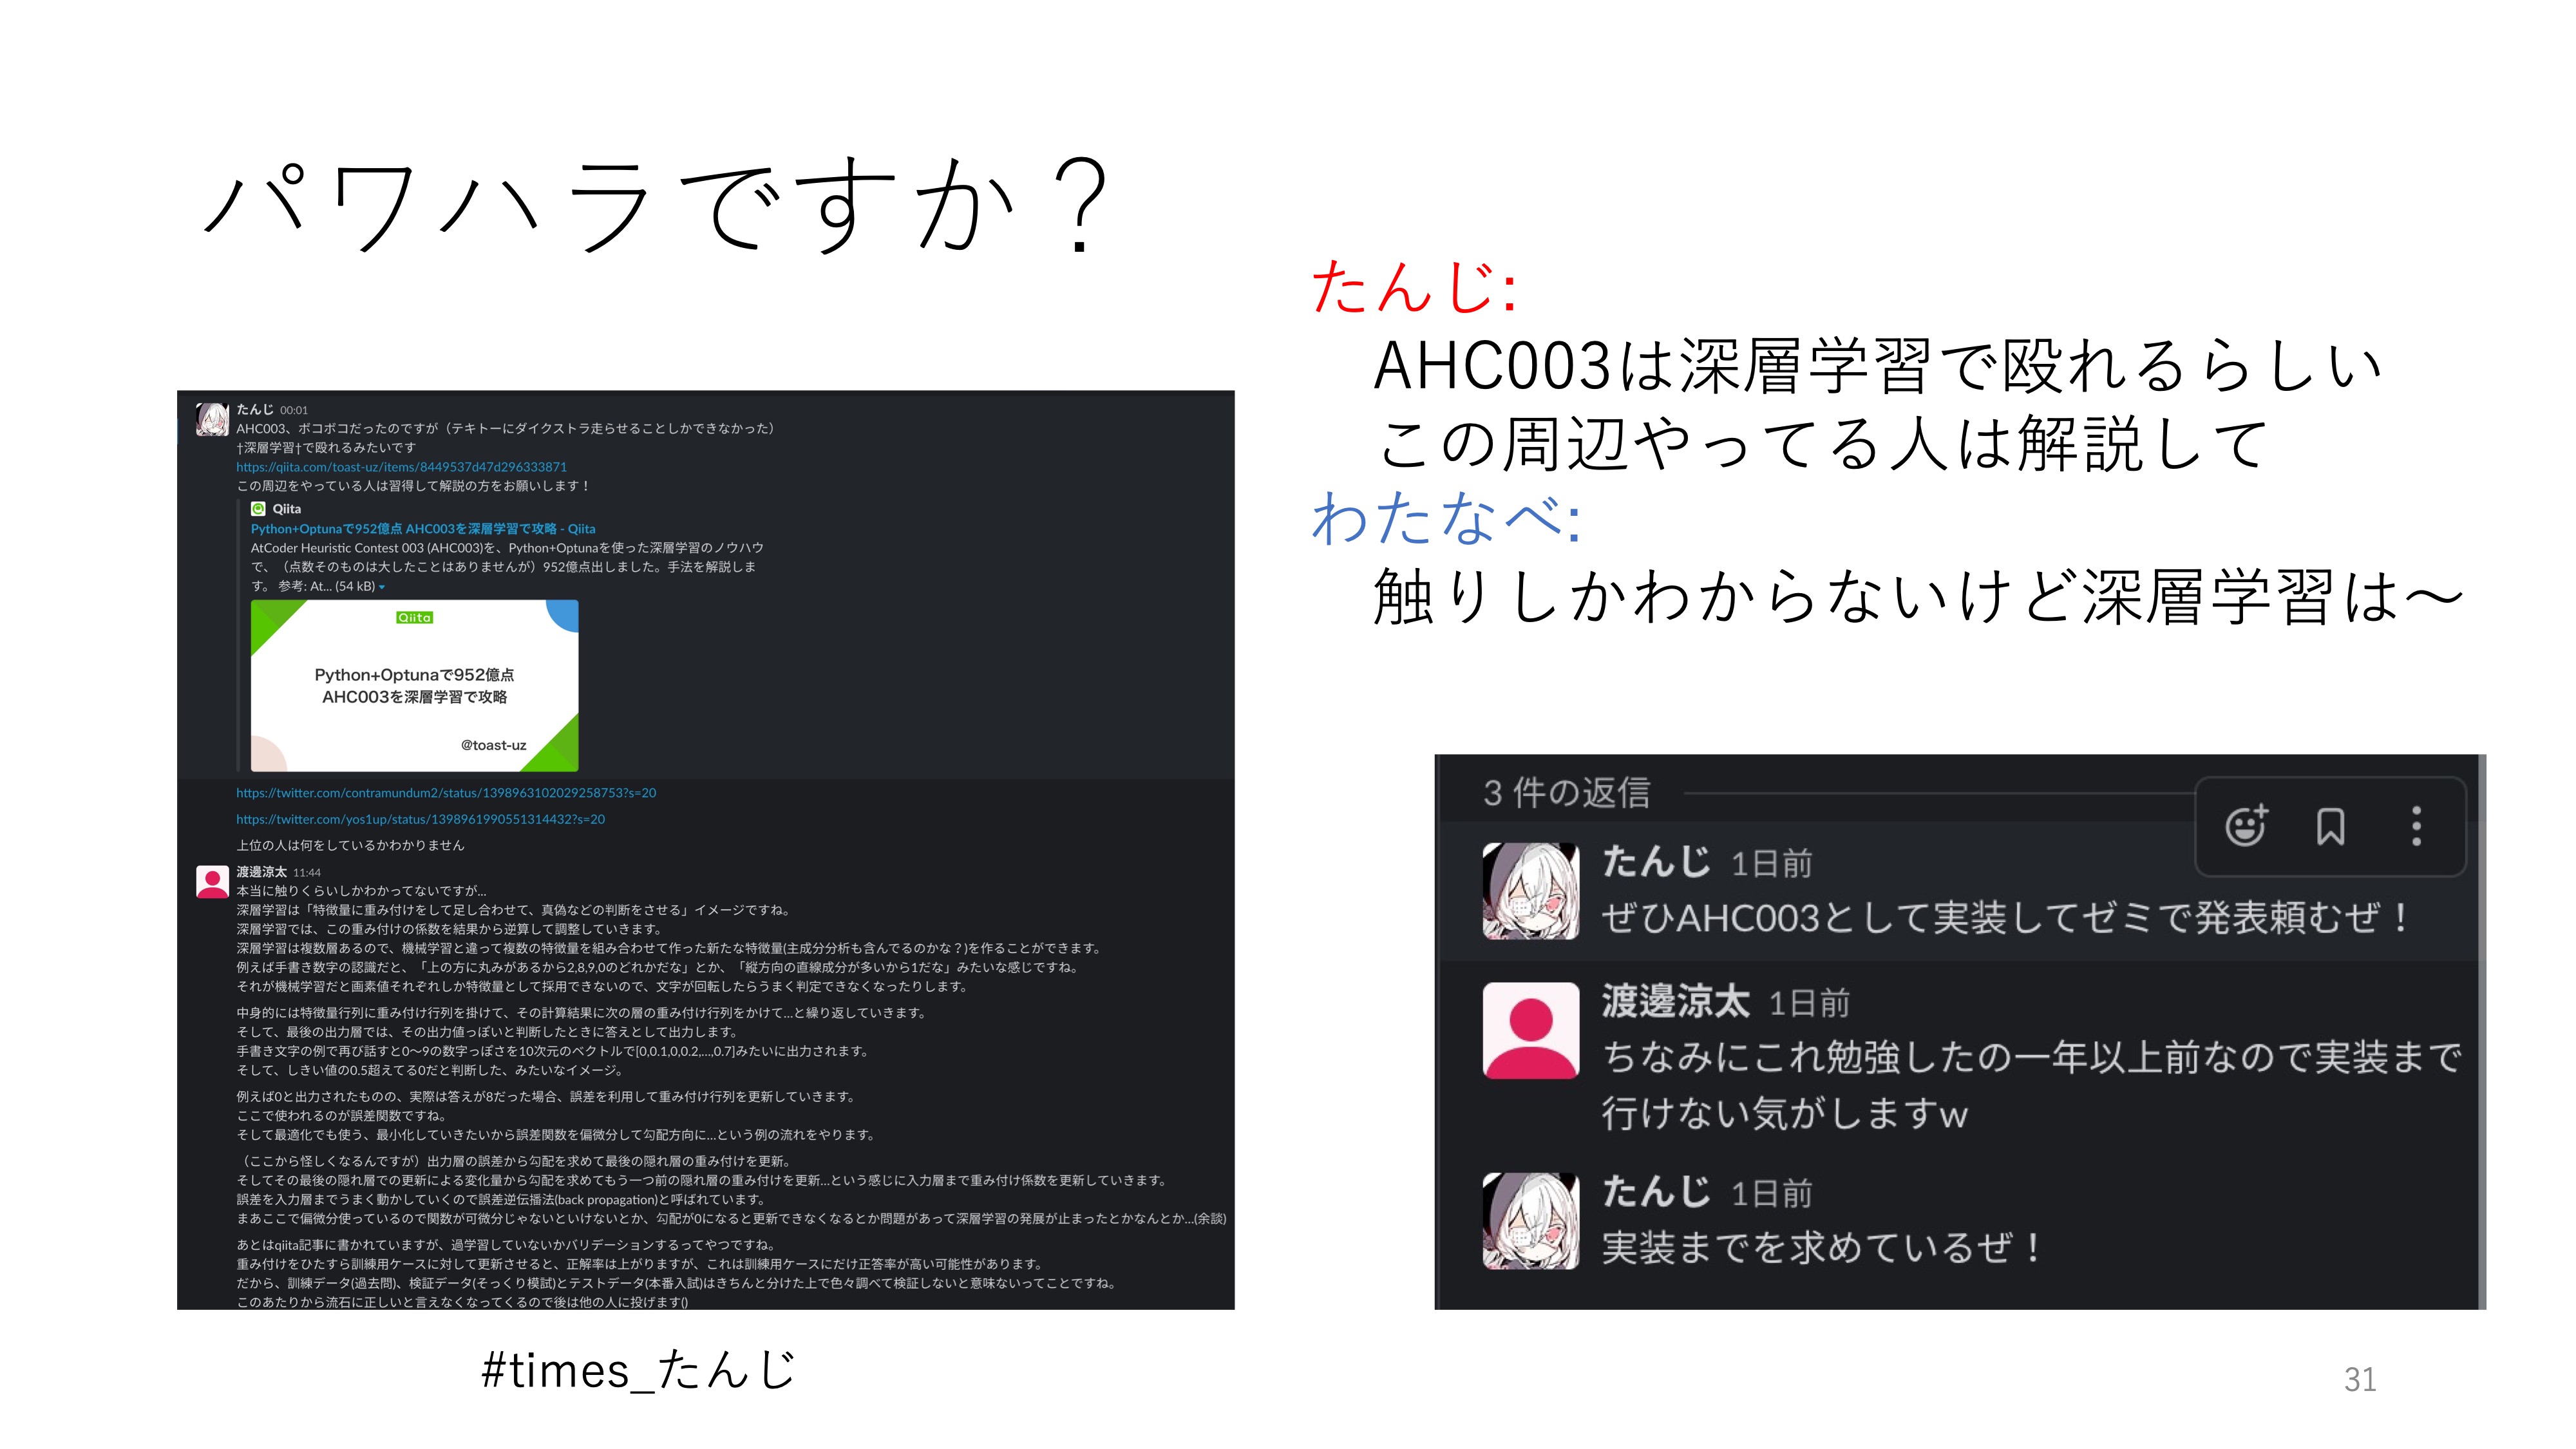 パワハラですか？
たんじ:
AHC003は深層学習で殴れるらしい
この周辺やってる人は解説して
わたなべ:
触りしかわからないけど深層学習は～
たんじ 00:01
AHC003、ボコボコだったのですが（テキトーにダイクストラ走らせることしかできなかった）
†深層学習†で殴れるみたいです
https://qiita.com/toast-uz/items/8449537d47d296333871
この周辺をやっている人は習得して解説の方をお願いします！
Qiita
Python+Optunaで952億点 AHC003を深層学習で攻略 - Qiita
AtCoder Heuristic Contest 003 (AHC003)を、Python+Optunaを使った深層学習のノウハウ
で、（点数そのものは大したことはありませんが）952億点出しました。手法を解説しま
す。 参考: At... (54 kB)
Qiita
Python+Optunaで952億点
AHC003を深層学習で攻略
@toast-uz
https://twitter.com/contramundum2/status/1398963102029258753?s=20
https://twitter.com/yos1up/status/1398961990551314432?s=20
上位の人は何をしているかわかりません
渡邊涼太 11:44
本当に触りくらいしかわかってないですが...
深層学習は「特徴量に重み付けをして足し合わせて、真偽などの判断をさせる」イメージですね。
深層学習では、この重み付けの係数を結果から逆算して調整していきます。
深層学習は複数層あるので、機械学習と違って複数の特徴量を組み合わせて作った新たな特徴量(主成分分析も含んでるのかな？)を作ることができます。
例えば手書き数字の認識だと、「上の方に丸みがあるから2,8,9,0のどれかだな」とか、「縦方向の直線成分が多いから1だな」みたいな感じですね。
それが機械学習だと画素値それぞれしか特徴量として採用できないので、文字が回転したらうまく判定できなくなったりします。
中身的には特徴量行列に重み付け行列を掛けて、その計算結果に次の層の重み付け行列をかけて...と繰り返していきます。
そして、最後の出力層では、その出力値っぽいと判断したときに答えとして出力します。
手書き文字の例で再び話すと0～9の数字っぽさを10次元のベクトルで[0,0.1,0,0.2,...,0.7]みたいに出力されます。
そして、しきい値の0.5超えてる0だと判断した、みたいなイメージ。
例えば0と出力されたものの、実際は答えが8だった場合、誤差を利用して重み付け行列を更新していきます。
ここで使われるのが誤差関数ですね。
そして最適化でも使う、最小化していきたいから誤差関数を偏微分して勾配方向に...という例の流れをやります。
（ここから怪しくなるんですが）出力層の誤差から勾配を求めて最後の隠れ層の重み付けを更新。
そしてその最後の隠れ層での更新による変化量から勾配を求めてもう一つ前の隠れ層の重み付けを更新...という感じに入力層まで重み付け係数を更新していきます。
誤差を入力層までうまく動かしていくので誤差逆伝播法(back propagation)と呼ばれています。
まあここで偏微分使っているので関数が可微分じゃないといけないとか、勾配が0になると更新できなくなるとか問題があって深層学習の発展が止まったとかなんとか...(余談)
あとはqiita記事に書かれていますが、過学習していないかバリデーションするってやつですね。
重み付けをひたすら訓練用ケースに対して更新させると、正解率は上がりますが、これは訓練用ケースにだけ正答率が高い可能性があります。
だから、訓練データ(過去問)、検証データ(そっくり模試)とテストデータ(本番入試)はきちんと分けた上で色々調べて検証しないと意味ないってことですね。
このあたりから流石に正しいと言えなくなってくるので後は他の人に投げます()
3 件の返信
たんじ 1日前
ぜひAHC003として実装してゼミで発表頼むぜ！
渡邊涼太 1日前
ちなみにこれ勉強したの一年以上前なので実装まで
行けない気がしますw
たんじ 1日前
実装までを求めているぜ！
#times_たんじ
31